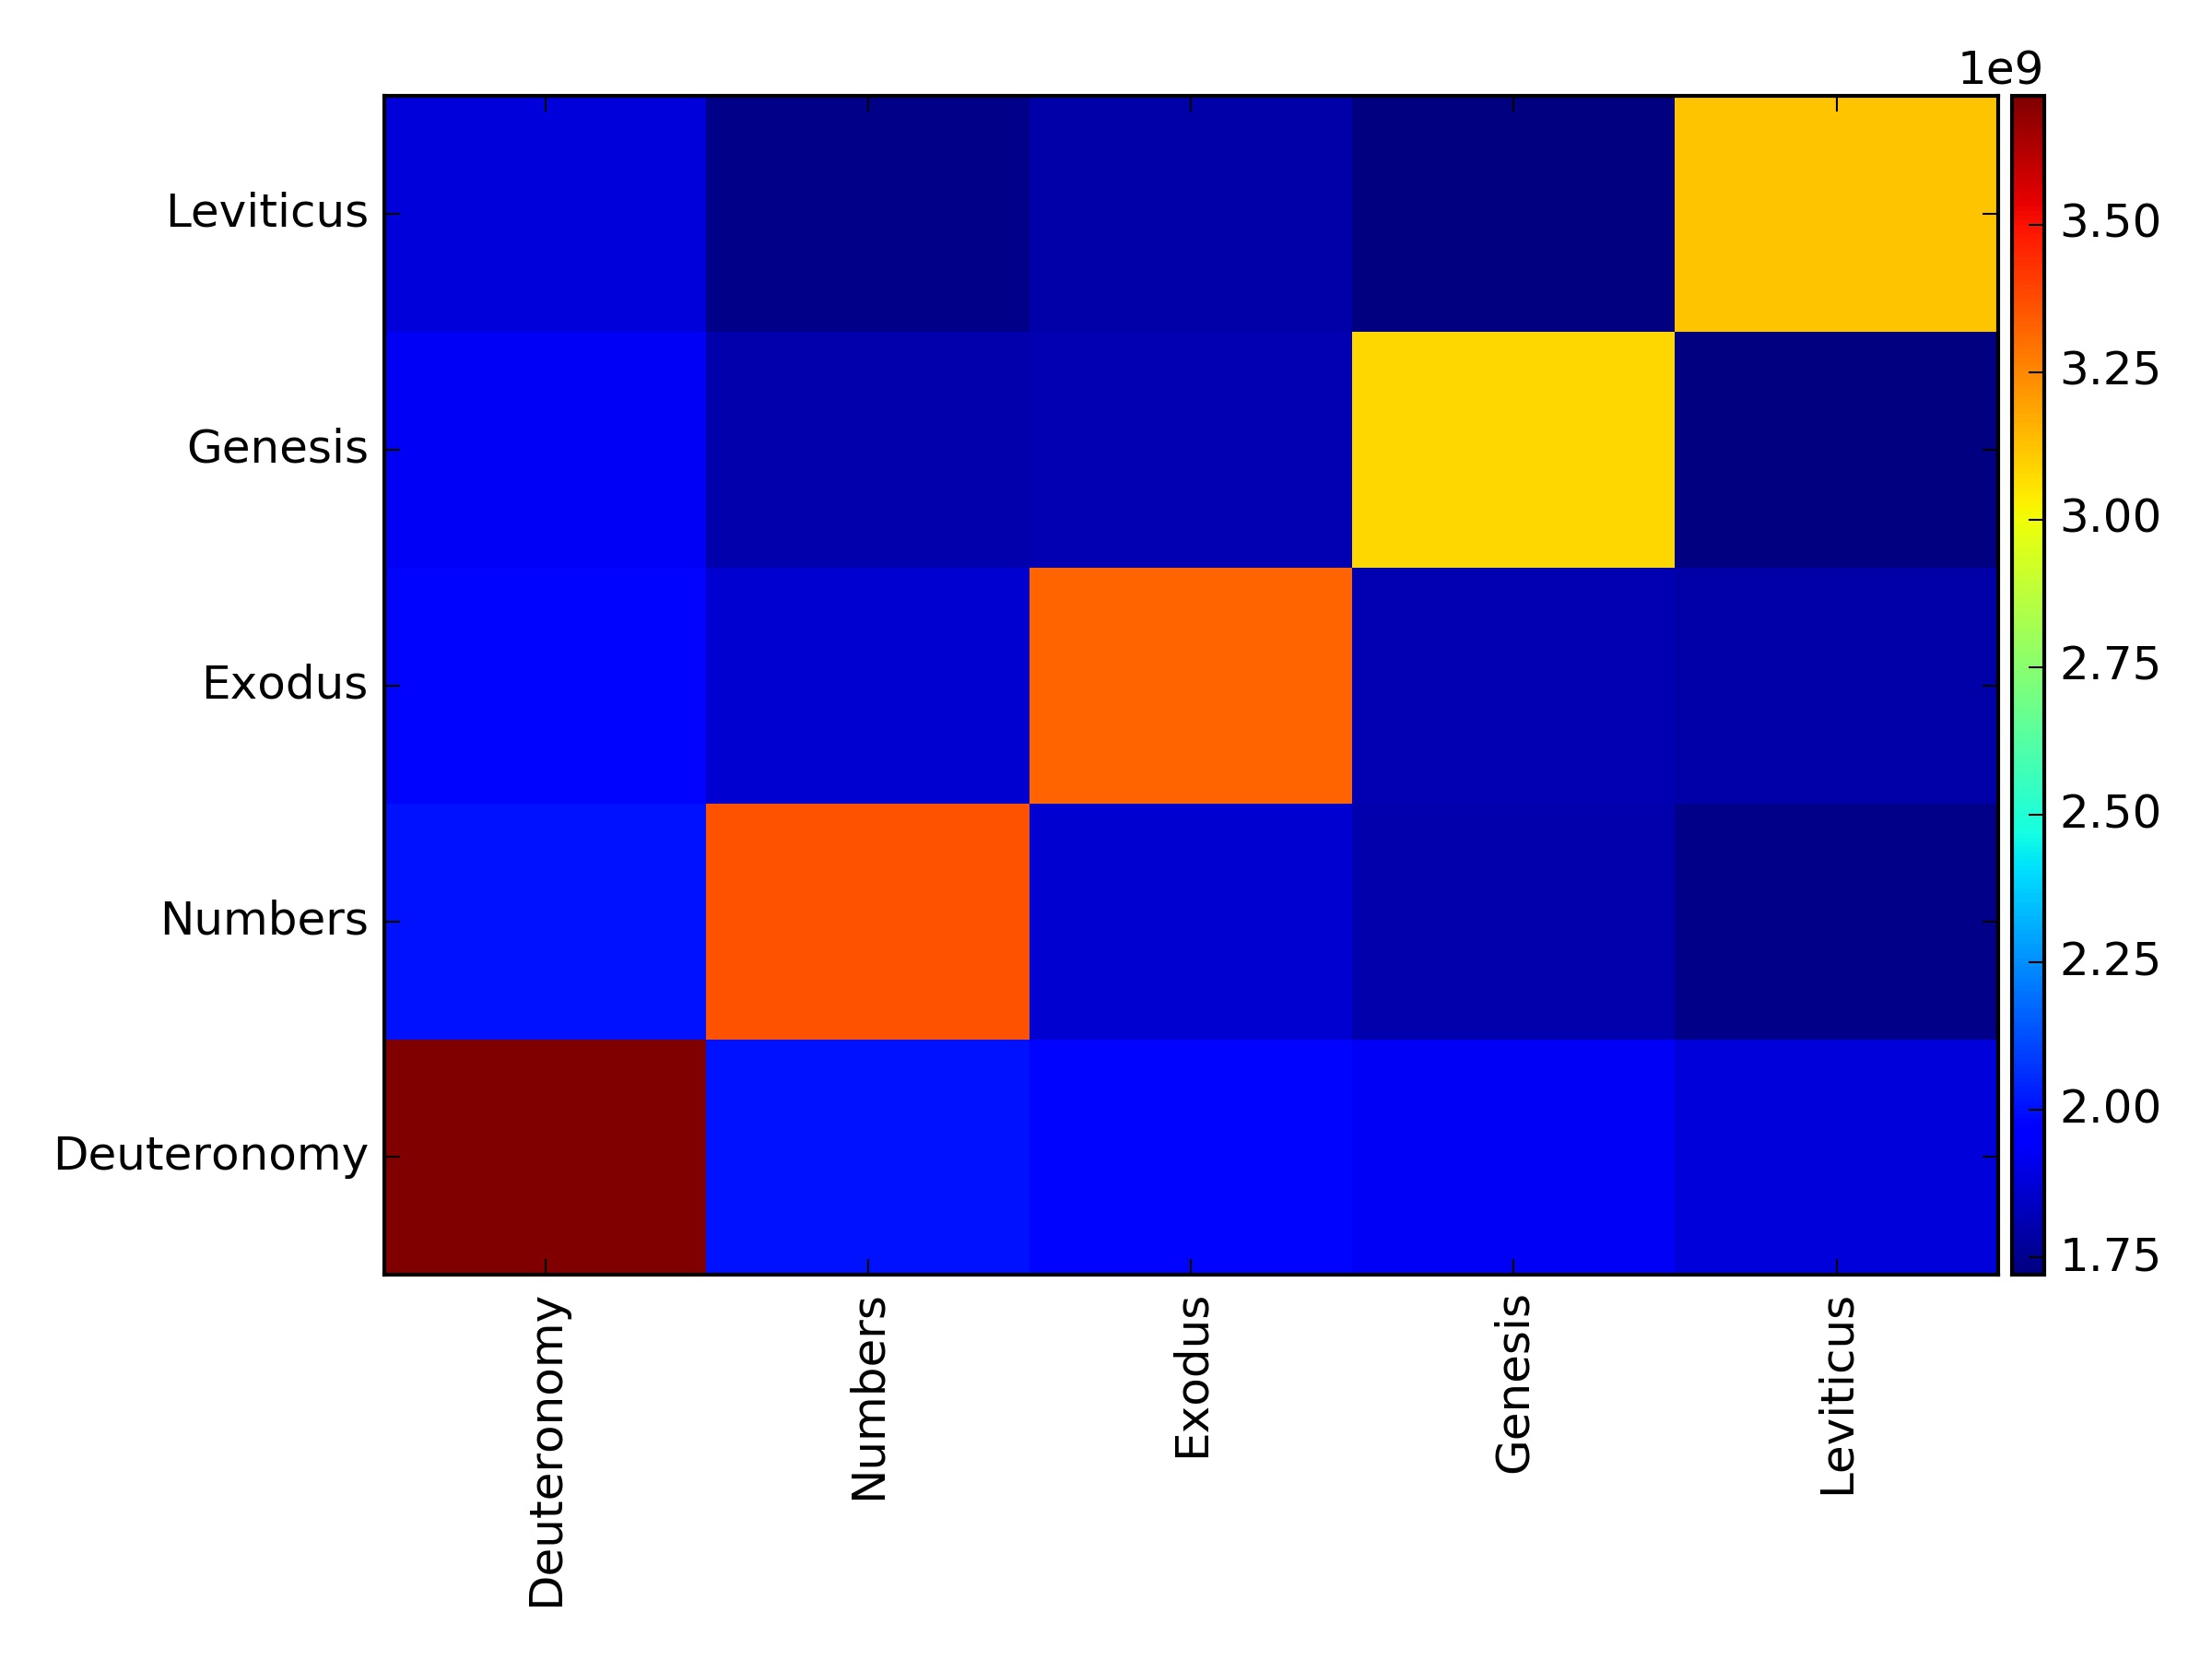 1e9
Leviticus
Genesis
Exodus
Numbers
Deuteronomy
3.50
3.25
3.00
2.75
2.50
2.25
2.00
1.75
Deuteronomy
Numbers
Exodus
Genesis
Leviticus